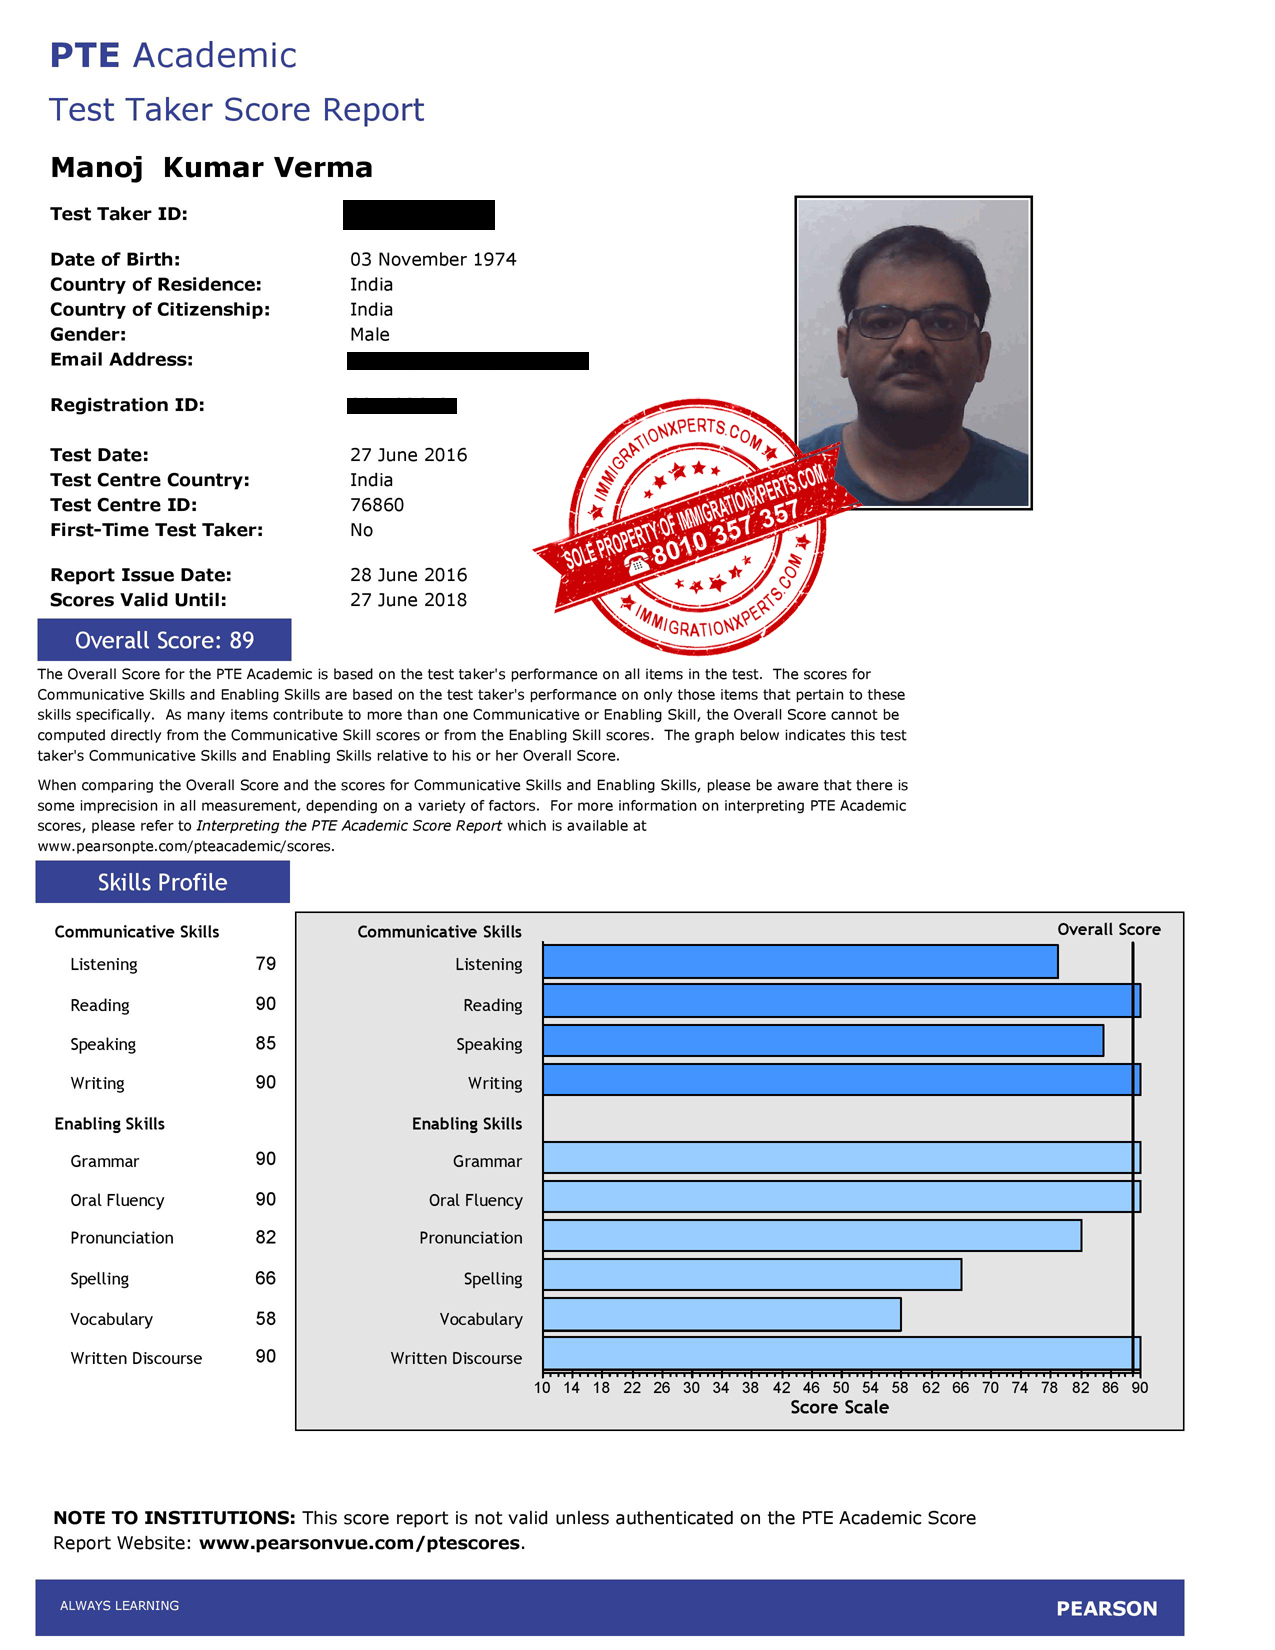 PTE Academic
Test Taker Score Report
Manoj Kumar Verma
Test Taker ID:
Date of Birth: 03 November 1974
Country of Residence: India
Country of Citizenship: India
Gender: Male
Email Address:
Registration ID:
Test Date: 27 June 2016
Test Centre Country: India
Test Centre ID: 76860
First-Time Test Taker: No
Report Issue Date: 28 June 2016
Scores Valid Until: 27 June 2018
IMMIGRATIONXPERTS.COM
SOLE PROPERTY OF IMMIGRATIONXPERTS.COM
8010 357 357
IMMIGRATIONXPERTS.COM
Overall Score: 89
The Overall Score for the PTE Academic is based on the test taker's performance on all items in the test. The scores for
Communicative Skills and Enabling Skills are based on the test taker's performance on only those items that pertain to these
skills specifically. As many items contribute to more than one Communicative or Enabling Skill, the Overall Score cannot be
computed directly from the Communicative Skill scores or from the Enabling Skill scores. The graph below indicates this test
taker's Communicative Skills and Enabling Skills relative to his or her Overall Score.
When comparing the Overall Score and the scores for Communicative Skills and Enabling Skills, please be aware that there is
some imprecision in all measurement, depending on a variety of factors. For more information on interpreting PTE Academic
scores, please refer to Interpreting the PTE Academic Score Report which is available at
www.pearsonpte.com/pteacademic/scores.
Skills Profile
Communicative Skills
Listening 79
Reading 90
Speaking 85
Writing 90
Enabling Skills
Grammar 90
Oral Fluency 90
Pronunciation 82
Spelling 66
Vocabulary 58
Written Discourse 90
Communicative Skills Overall Score
Listening
Reading
Speaking
Writing
Enabling Skills
Grammar
Oral Fluency
Pronunciation
Spelling
Vocabulary
Written Discourse
10 14 18 22 26 30 34 38 42 46 50 54 58 62 66 70 74 78 82 86 90
Score Scale
NOTE TO INSTITUTIONS: This score report is not valid unless authenticated on the PTE Academic Score
Report Website: www.pearsonvue.com/ptescores.
ALWAYS LEARNING PEARSON